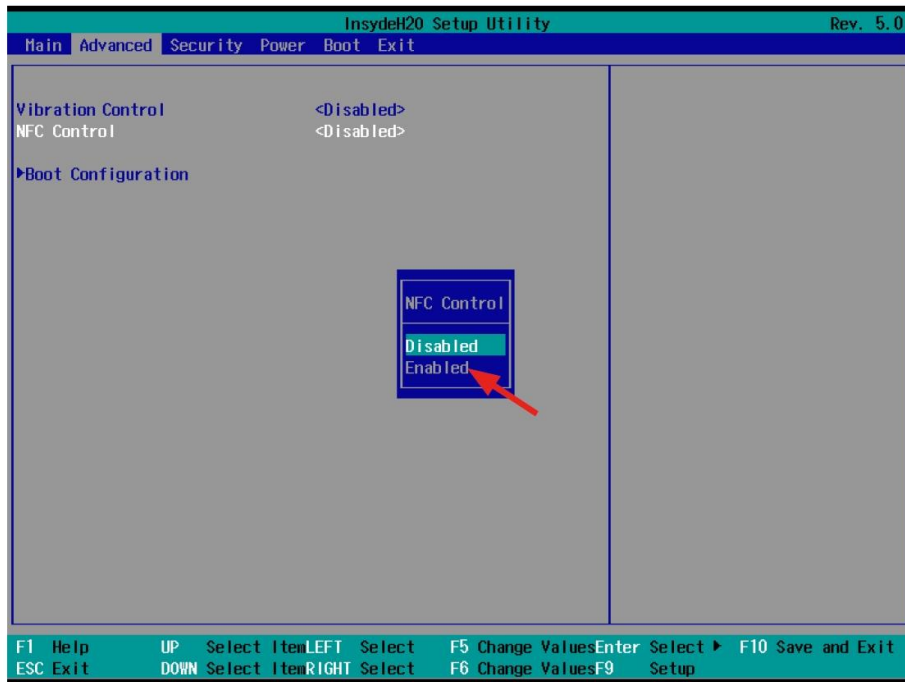 InsydeH20 Setup Utility Rev. 5.0
Main Advanced Security Power Boot Exit
Vibration Control <Disabled>
NFC Control <Disabled>
Boot Configuration
NFC Control
Disabled
Enabled
F1 Help UP Select Item LEFT Select F5 Change Values Enter Select F10 Save and Exit
ESC Exit DOWN Select Item RIGHT Select F6 Change Values F9 Setup